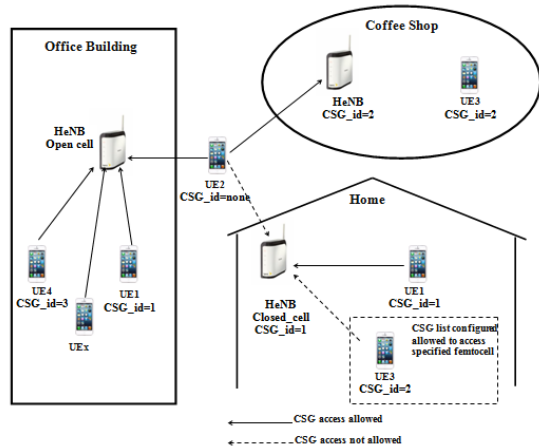 Office Building
HeNB
Open cell
UE4
CSG_id=3
UEx
UE1
CSG_id=1
UE2
CSG_id=none
Coffee Shop
HeNB
CSG_id=2
UE3
CSG_id=2
Home
HeNB
Closed_cell
CSG_id=1
UE1
CSG_id=1
CSG list configured
allowed to access
specified femtocell
UE3
CSG_id=2
CSG access allowed
CSG access not allowed